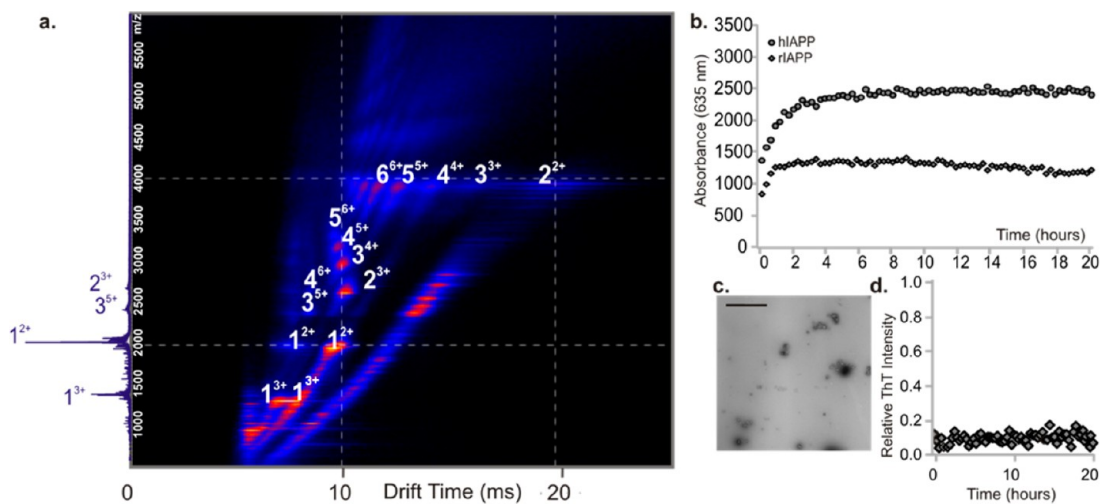 a.
m/z
5500
5000
4500
4000
3500
3000
2500
2000
1500
1000
2³⁺
3⁵⁺
1²⁺
1³⁺
6⁶⁺ 5⁵⁺ 4⁴⁺ 3³⁺ 2²⁺
5⁶⁺
4⁵⁺
3⁴⁺
4⁶⁺ 2³⁺
3⁵⁺
1²⁺ 1²⁺
1³⁺ 1³⁺
0 10 20
Drift Time (ms)
b.
Absorbance (635 nm)
3500
3000
2500
2000
1500
1000
500
0
hIAPP
rIAPP
Time (hours)
0 2 4 6 8 10 12 14 16 18 20
c.
d.
Relative ThT Intensity
1.0
0.8
0.6
0.4
0.2
0.0
0 10 20
Time (hours)